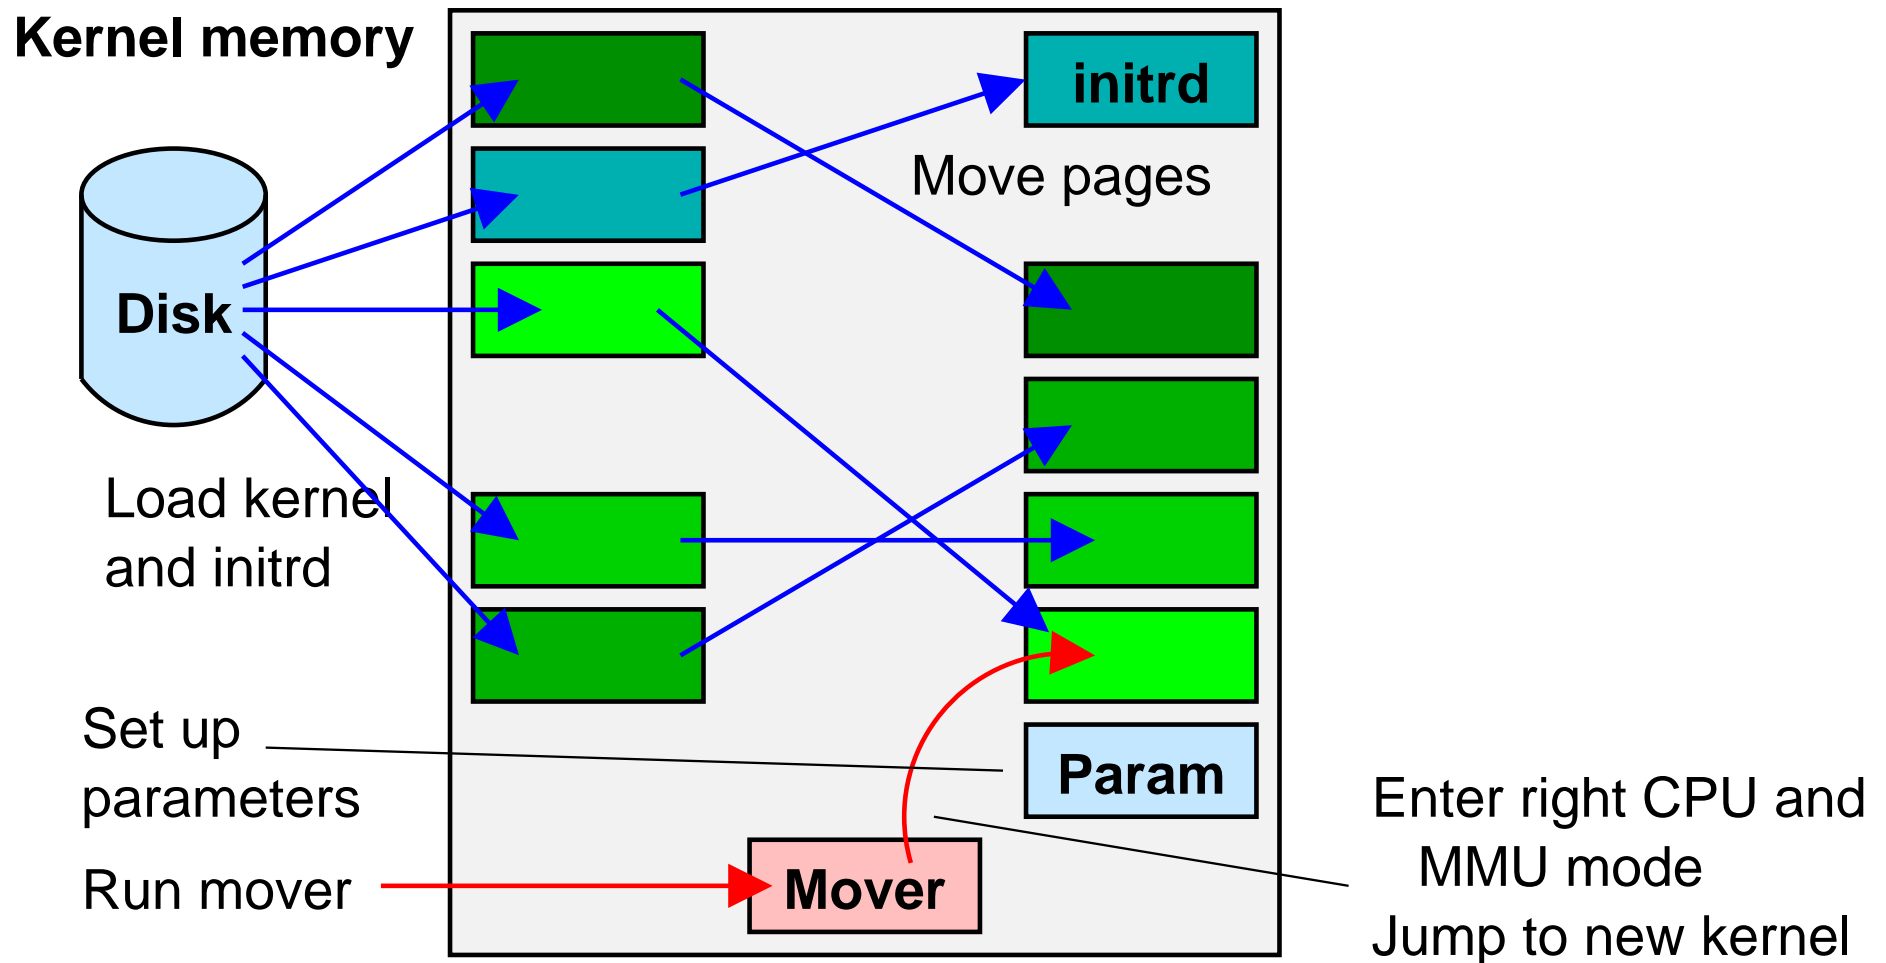 Kernel memory
initrd
Move pages
Disk
Load kernel
and initrd
Set up
parameters
Param
Run mover
Mover
Enter right CPU and
MMU mode
Jump to new kernel